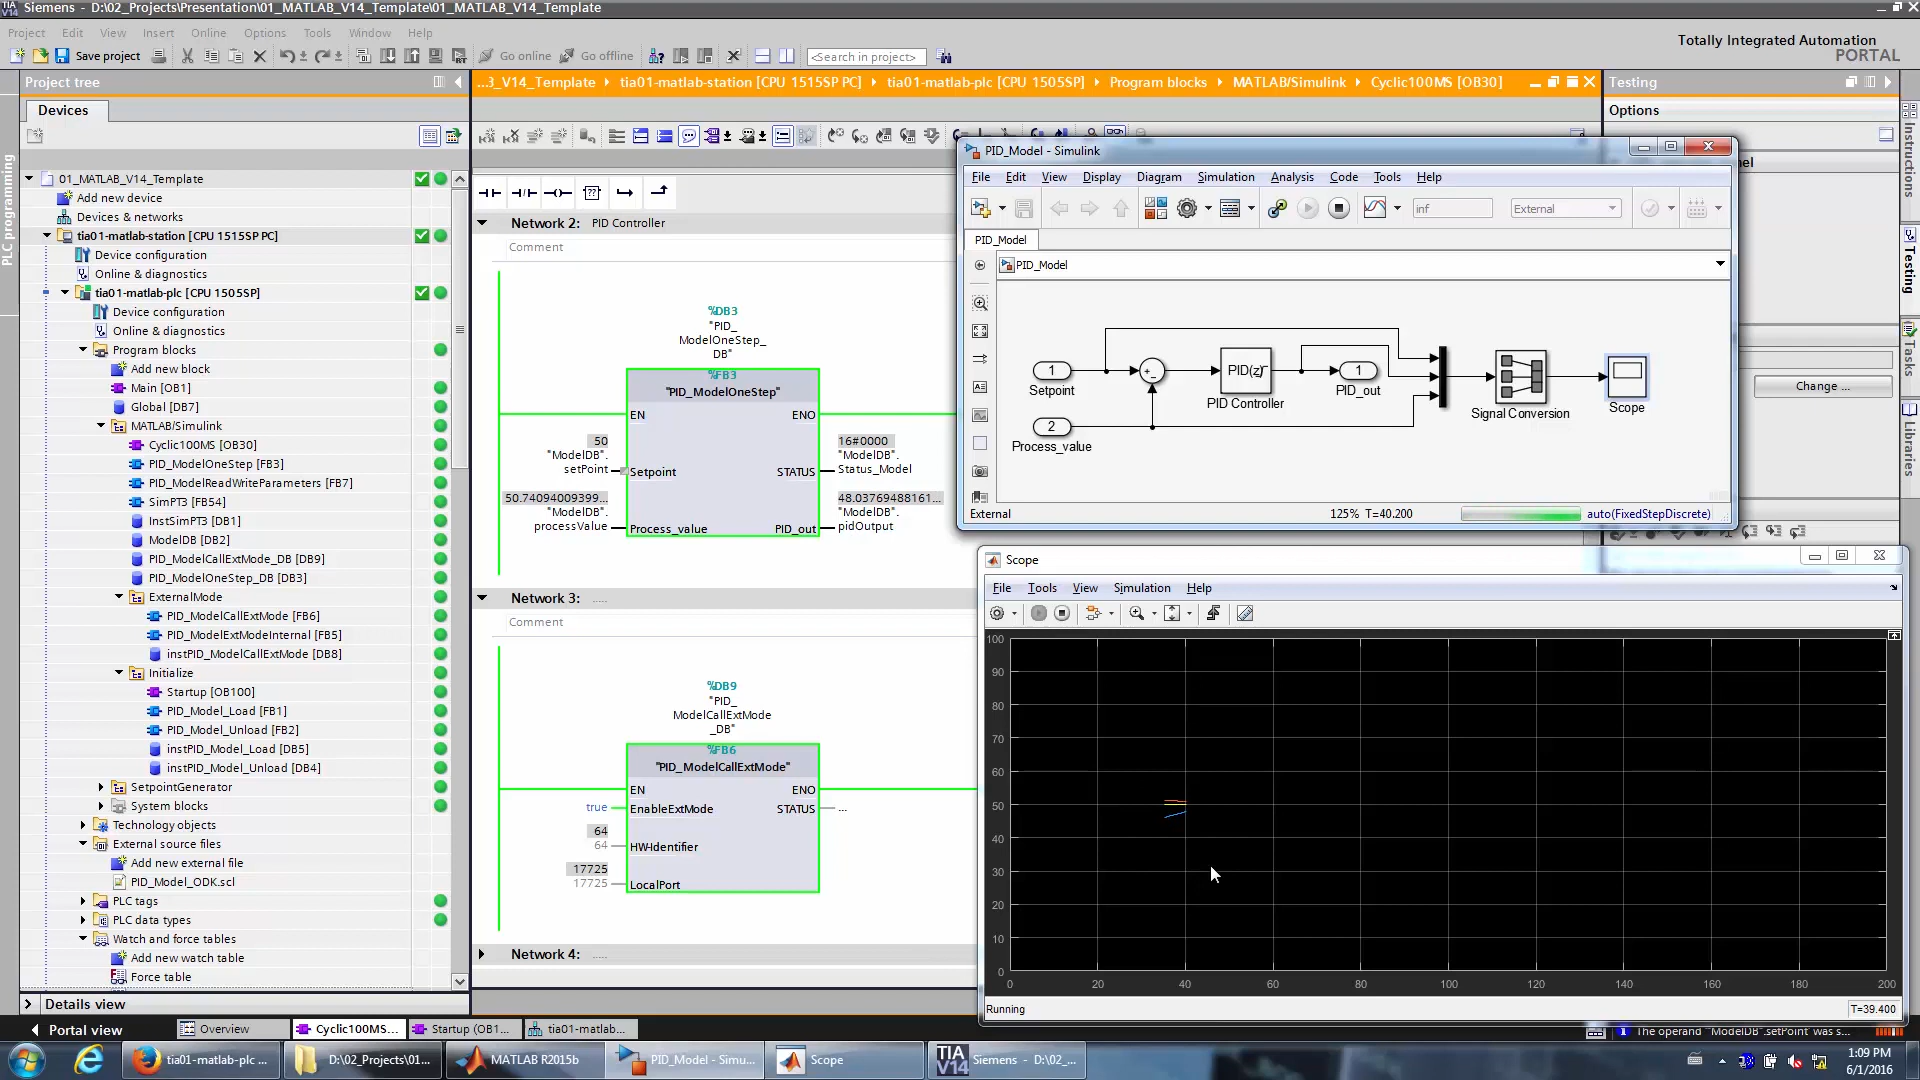 Siemens - D:\02_Projects\Presentation\01_MATLAB_V14_Template\01_MATLAB_V14_Template
Project Edit View Insert Online Options Tools Window Help
Totally Integrated Automation
PORTAL
Save project
Go online
Go offline
<Search in project>
Project tree
Devices
PLC programming
01_MATLAB_V14_Template
Add new device
Devices & networks
tia01-matlab-station [CPU 1515SP PC]
Device configuration
Online & diagnostics
tia01-matlab-plc [CPU 1505SP]
Device configuration
Online & diagnostics
Program blocks
Add new block
Main [OB1]
Global [DB7]
MATLAB/Simulink
Cyclic100MS [OB30]
PID_ModelOneStep [FB3]
PID_ModelReadWriteParameters [FB7]
SimPT3 [FB54]
InstSimPT3 [DB1]
ModelDB [DB2]
PID_ModelCallExtMode_DB [DB9]
PID_ModelOneStep_DB [DB3]
ExternalMode
PID_ModelCallExtMode [FB6]
PID_ModelExtModeInternal [FB5]
instPID_ModelCallExtMode [DB8]
Initialize
Startup [OB100]
PID_Model_Load [FB1]
PID_Model_Unload [FB2]
instPID_Model_Load [DB5]
instPID_Model_Unload [DB4]
SetpointGenerator
System blocks
Technology objects
External source files
Add new external file
PID_Model_ODK.scl
PLC tags
PLC data types
Watch and force tables
Add new watch table
Force table
Details view
...3_V14_Template
tia01-matlab-station [CPU 1515SP PC]
tia01-matlab-plc [CPU 1505SP]
Program blocks
MATLAB/Simulink
Cyclic100MS [OB30]
Network 2: PID Controller
Comment
%DB3
"PID_
ModelOneStep_
DB"
%FB3
"PID_ModelOneStep"
EN ENO
50
"ModelDB".
setPoint
Setpoint
16#0000
"ModelDB".
Status_Model
STATUS
50.74094009399...
"ModelDB".
processValue
Process_value
48.03769488161...
"ModelDB".
pidOutput
PID_out
Network 3: .....
Comment
%DB9
"PID_
ModelCallExtMode
_DB"
%FB6
"PID_ModelCallExtMode"
EN ENO
true
EnableExtMode
STATUS
...
64
64
HW-Identifier
17725
17725
LocalPort
Network 4: .....
Testing
Options
Change ...
Instructions
Testing
Tasks
Libraries
PID_Model - Simulink
File Edit View Display Diagram Simulation Analysis Code Tools Help
inf
External
PID_Model
PID_Model
1
Setpoint
2
Process_value
PID(z)
PID Controller
1
PID_out
Signal Conversion
Scope
External
125% T=40.200
auto(FixedStepDiscrete)
Scope
File Tools View Simulation Help
100
90
80
70
60
50
40
30
20
10
0
0 20 40 60 80 100 120 140 160 180 200
Running
T=39.400
Portal view
Overview
Cyclic100MS...
Startup (OB1...
tia01-matlab...
The operand "ModelDB".setPoint was s...
tia01-matlab-plc ...
D:\02_Projects\01...
MATLAB R2015b
PID_Model - Simu...
Scope
Siemens - D:\02_...
1:09 PM
6/1/2016